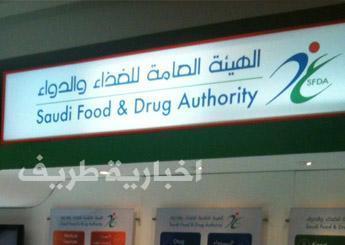 الهيئة العامة للغذاء والدواء
Saudi Food & Drug Authority
SFDA
اخبارية طريف